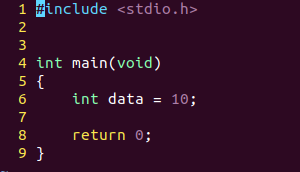 1 #include <stdio.h>
2
3
4 int main(void)
5 {
6     int data = 10;
7
8     return 0;
9 }